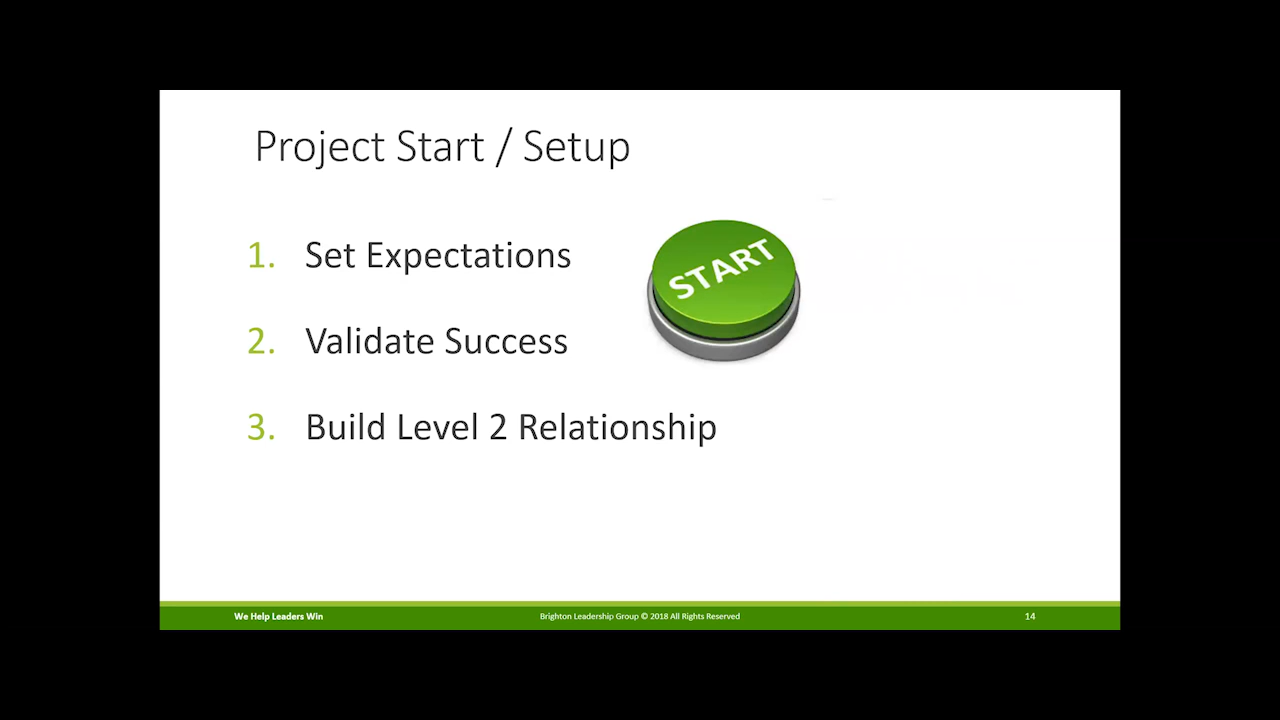 Project Start / Setup
1. Set Expectations
START
2. Validate Success
3. Build Level 2 Relationship
We Help Leaders Win
Brighton Leadership Group © 2018 All Rights Reserved
14